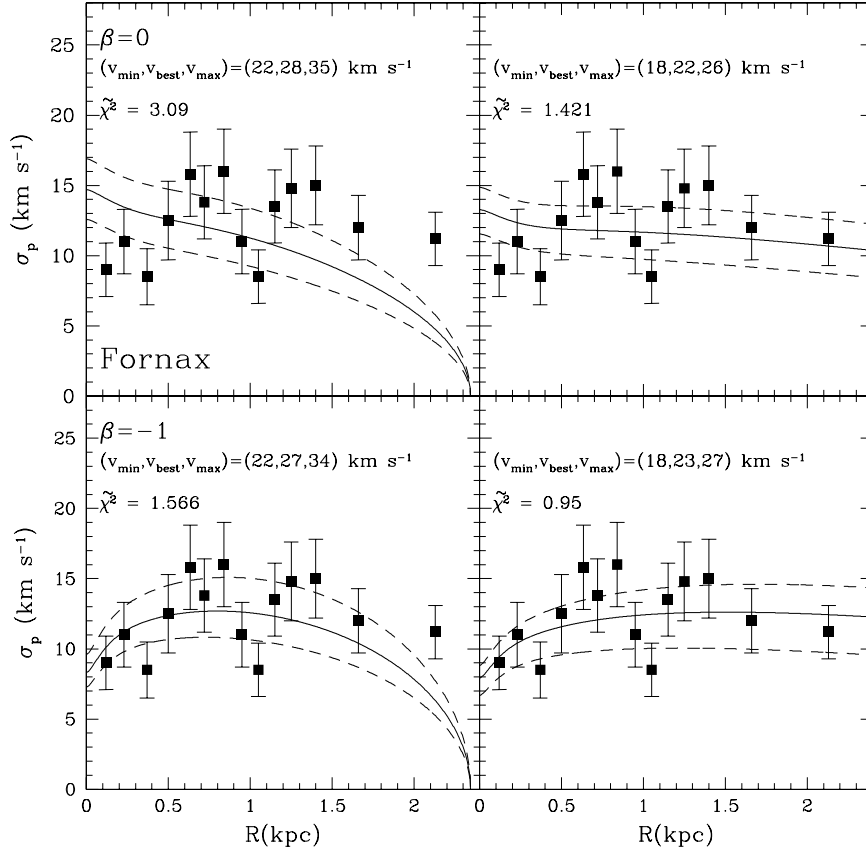 β=0
(v_min,v_best,v_max)=(22,28,35) km s⁻¹
χ̃² = 3.09
Fornax
(v_min,v_best,v_max)=(18,22,26) km s⁻¹
χ̃² = 1.421
σ_p (km s⁻¹)
25
20
15
10
5
0
β=−1
(v_min,v_best,v_max)=(22,27,34) km s⁻¹
χ̃² = 1.566
(v_min,v_best,v_max)=(18,23,27) km s⁻¹
χ̃² = 0.95
σ_p (km s⁻¹)
25
20
15
10
5
0
0 0.5 1 1.5 2 0 0.5 1 1.5 2
R(kpc) R(kpc)